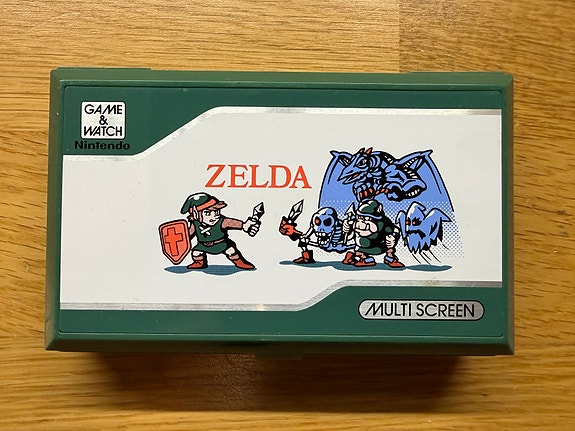 GAME
&
WATCH
Nintendo
ZELDA
MULTI SCREEN